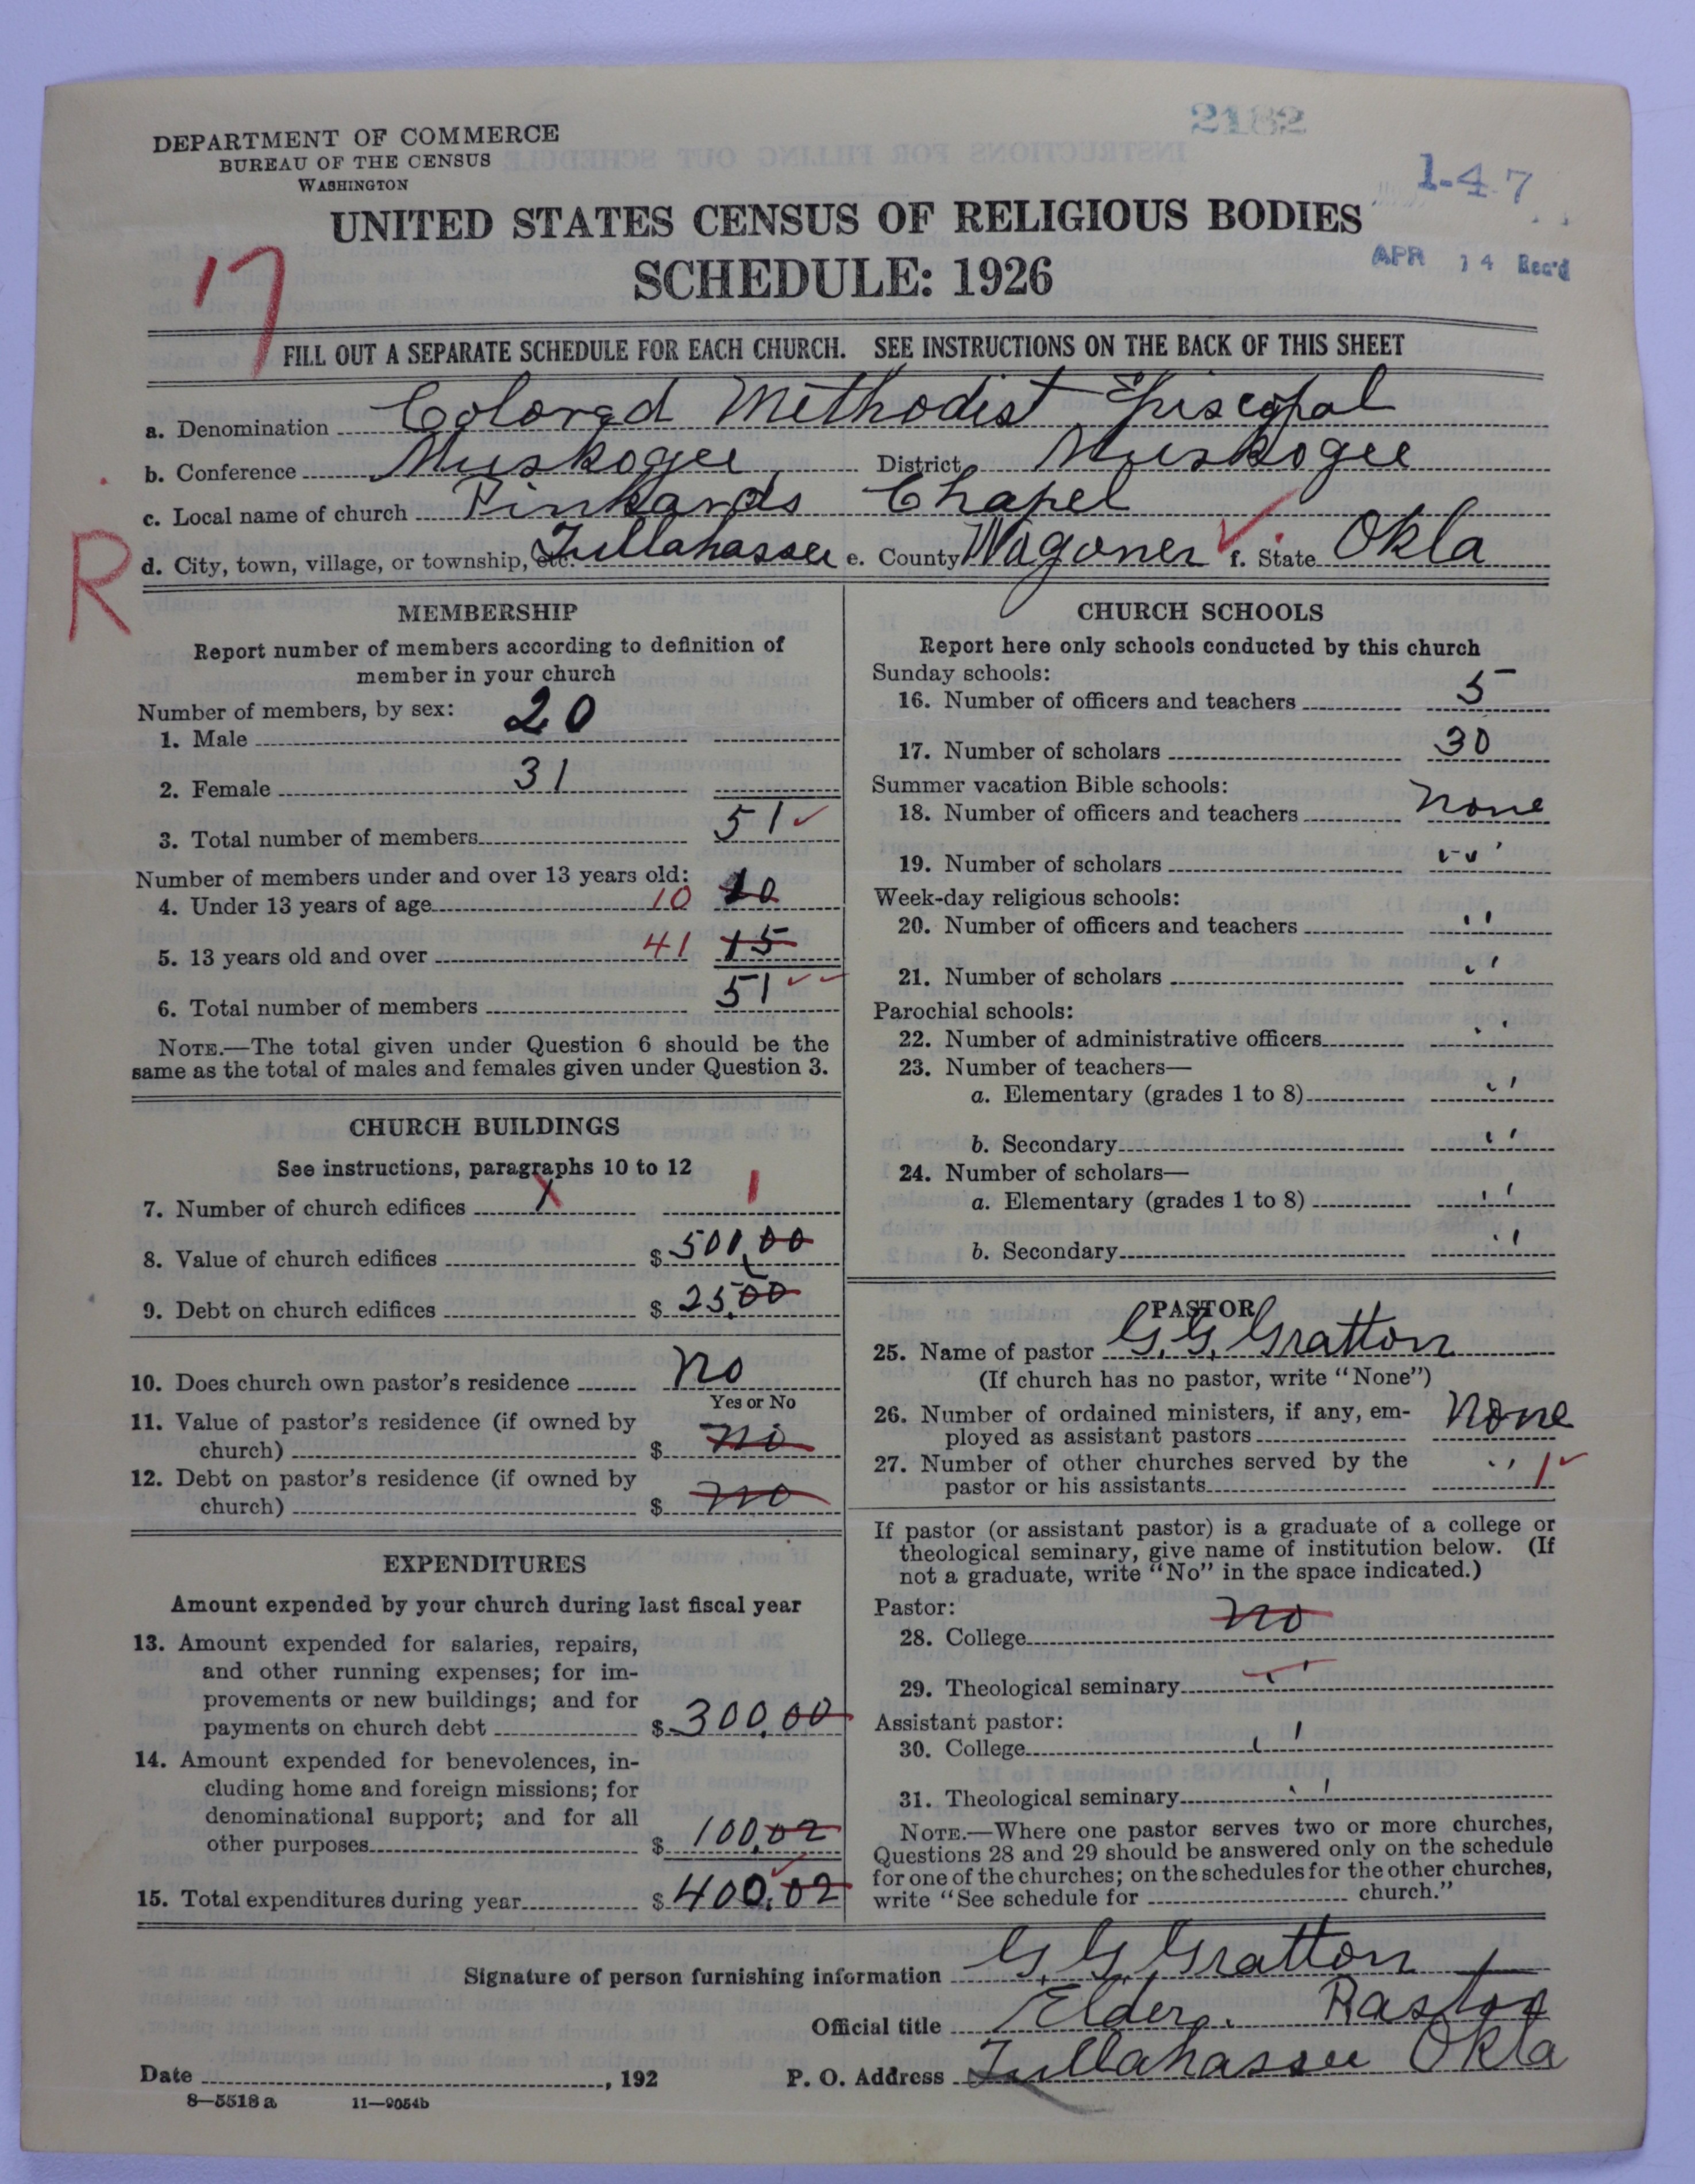 2182
1-47
APR 14 Rec'd
DEPARTMENT OF COMMERCE
BUREAU OF THE CENSUS
WASHINGTON
UNITED STATES CENSUS OF RELIGIOUS BODIES
SCHEDULE: 1926
17
FILL OUT A SEPARATE SCHEDULE FOR EACH CHURCH. SEE INSTRUCTIONS ON THE BACK OF THIS SHEET
a. Denomination Colored Methodist Episcopal
b. Conference Muskogee District Muskogee
c. Local name of church Pinkards Chapel
R
d. City, town, village, or township, etc. Tullahassee e. County Wagoner f. State Okla
MEMBERSHIP
Report number of members according to definition of
member in your church
Number of members, by sex:
1. Male 20
2. Female 31
3. Total number of members 51
Number of members under and over 13 years old:
4. Under 13 years of age 10
5. 13 years old and over 41 15
6. Total number of members 51
NOTE.—The total given under Question 6 should be the
same as the total of males and females given under Question 3.
CHURCH BUILDINGS
See instructions, paragraphs 10 to 12
7. Number of church edifices 1
8. Value of church edifices $ 500.00
9. Debt on church edifices $ 25.00
10. Does church own pastor's residence no
Yes or No
11. Value of pastor's residence (if owned by
church) $ no
12. Debt on pastor's residence (if owned by
church) $ no
EXPENDITURES
Amount expended by your church during last fiscal year
13. Amount expended for salaries, repairs,
and other running expenses; for im-
provements or new buildings; and for
payments on church debt $ 300.00
14. Amount expended for benevolences, in-
cluding home and foreign missions; for
denominational support; and for all
other purposes $ 100.02
15. Total expenditures during year $ 400.02
CHURCH SCHOOLS
Report here only schools conducted by this church
Sunday schools:
16. Number of officers and teachers 5
17. Number of scholars 30
Summer vacation Bible schools:
18. Number of officers and teachers none
19. Number of scholars "
Week-day religious schools:
20. Number of officers and teachers "
21. Number of scholars "
Parochial schools:
22. Number of administrative officers "
23. Number of teachers—
a. Elementary (grades 1 to 8) "
b. Secondary "
24. Number of scholars—
a. Elementary (grades 1 to 8) "
b. Secondary "
PASTOR
25. Name of pastor G. G. Gratton
(If church has no pastor, write "None")
26. Number of ordained ministers, if any, em-
ployed as assistant pastors None
27. Number of other churches served by the
pastor or his assistants " 1
If pastor (or assistant pastor) is a graduate of a college or
theological seminary, give name of institution below. (If
not a graduate, write "No" in the space indicated.)
Pastor:
28. College no
29. Theological seminary "
Assistant pastor:
30. College "
31. Theological seminary "
NOTE.—Where one pastor serves two or more churches,
Questions 28 and 29 should be answered only on the schedule
for one of the churches; on the schedules for the other churches,
write "See schedule for church."
Signature of person furnishing information G. G. Gratton
Official title Elder. Pastor
Date , 192 P. O. Address Tullahassee Okla
8—5518 a 11—9054b